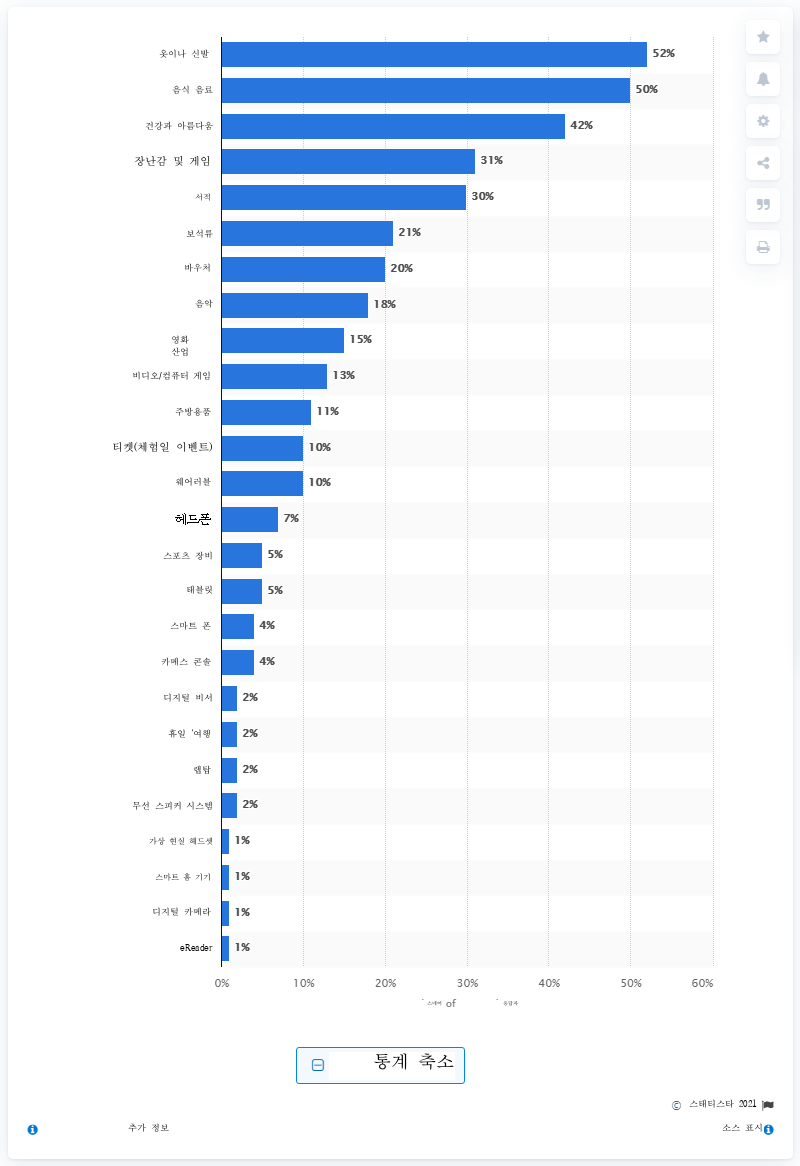 옷이나 신발 52%
음식 음료 50%
건강과 아름다움 42%
장난감 및 게임 31%
서적 30%
보석류 21%
바우처 20%
음악 18%
영화 15%
산업
비디오/컴퓨터 게임 13%
주방용품 11%
티켓(체험일 이벤트) 10%
웨어러블 10%
헤드폰 7%
스포츠 장비 5%
태블릿 5%
스마트 폰 4%
카메스 콘솔 4%
디지털 비서 2%
휴일 '여행 2%
랩탑 2%
무선 스피커 시스템 2%
가상 현실 헤드셋 1%
스마트 홈 기기 1%
디지털 카메라 1%
eReader 1%
0% 10% 20% 30% 40% 50% 60%
of 응답자
통계 축소
© 스태티스타 2021
추가 정보 소스 표시